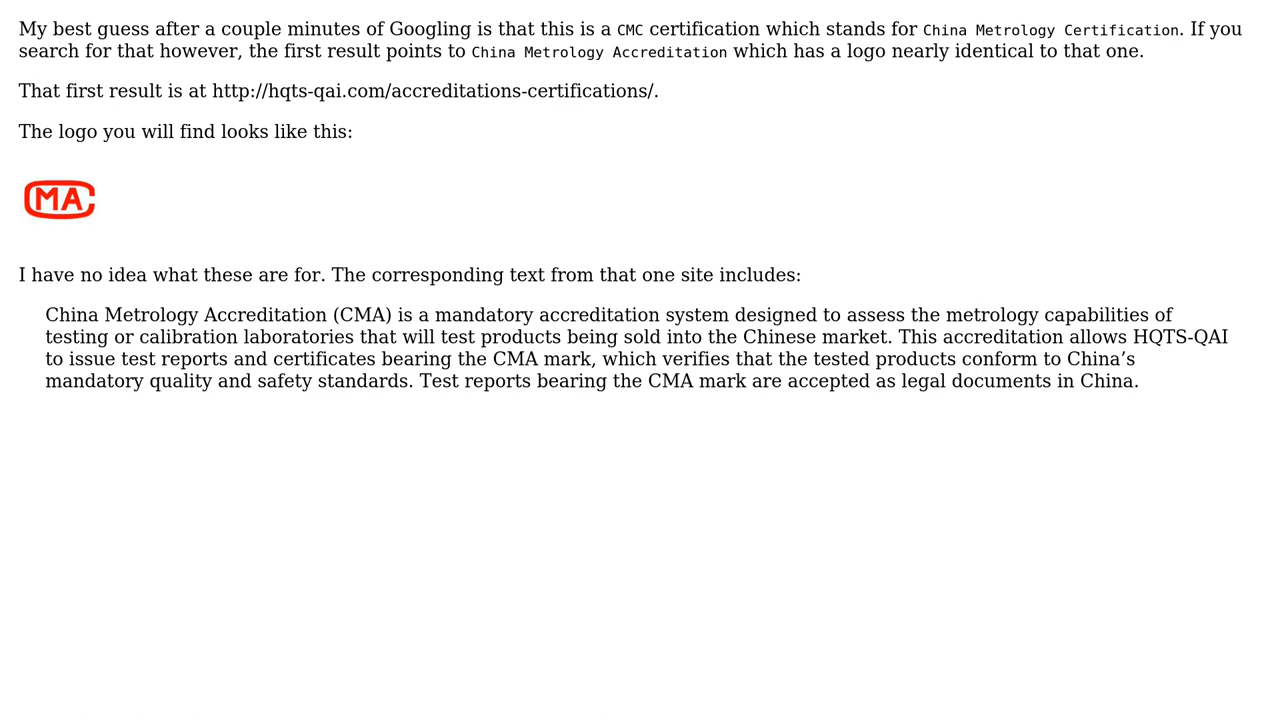 My best guess after a couple minutes of Googling is that this is a CMC certification which stands for China Metrology Certification. If you
search for that however, the first result points to China Metrology Accreditation which has a logo nearly identical to that one.
That first result is at http://hqts-qai.com/accreditations-certifications/.
The logo you will find looks like this:
CMA
I have no idea what these are for. The corresponding text from that one site includes:
China Metrology Accreditation (CMA) is a mandatory accreditation system designed to assess the metrology capabilities of
testing or calibration laboratories that will test products being sold into the Chinese market. This accreditation allows HQTS-QAI
to issue test reports and certificates bearing the CMA mark, which verifies that the tested products conform to China’s
mandatory quality and safety standards. Test reports bearing the CMA mark are accepted as legal documents in China.